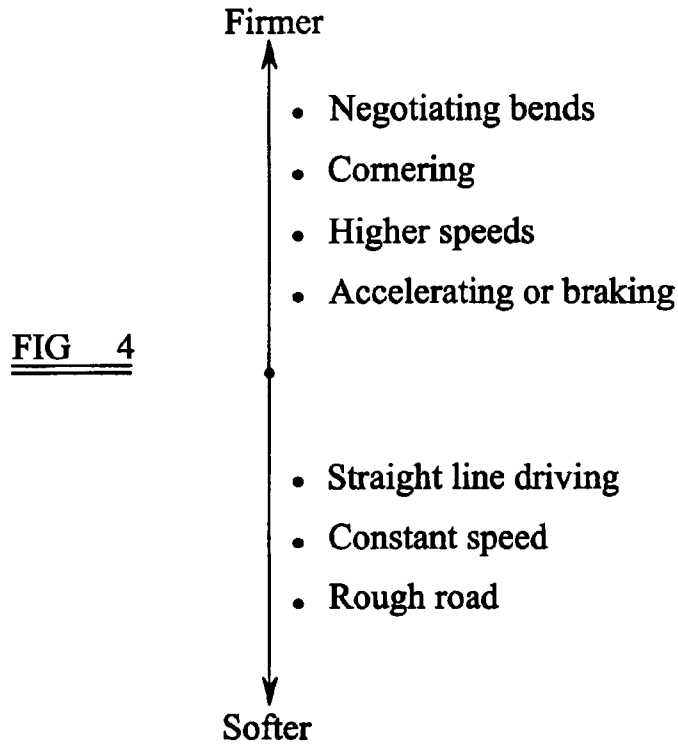 Firmer
• Negotiating bends
• Cornering
• Higher speeds
• Accelerating or braking
FIG 4
• Straight line driving
• Constant speed
• Rough road
Softer